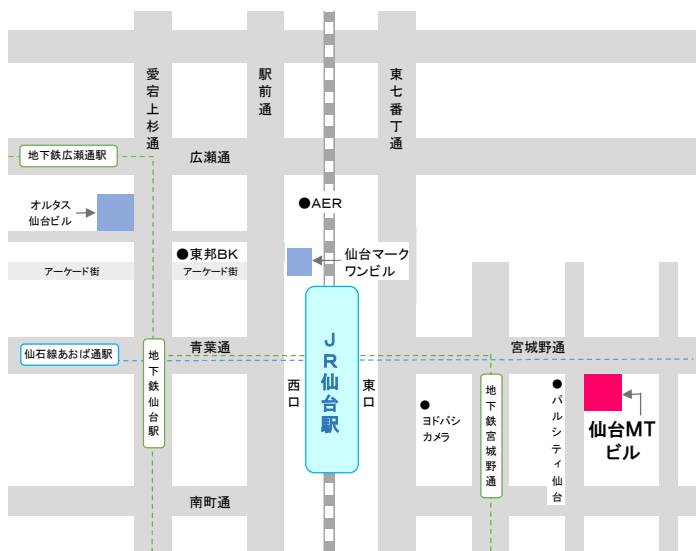 愛宕上杉通
駅前通
東七番丁通
地下鉄広瀬通駅
広瀬通
オルタス
仙台ビル
●AER
●東邦BK
仙台マーク
ワンビル
アーケード街
アーケード街
JR仙台駅
青葉通
宮城野通
仙石線あおば通駅
地下鉄仙台駅
西口
東口
ヨドバシ
カメラ
地下鉄宮城野通
パルシティ仙台
仙台MT
ビル
南町通